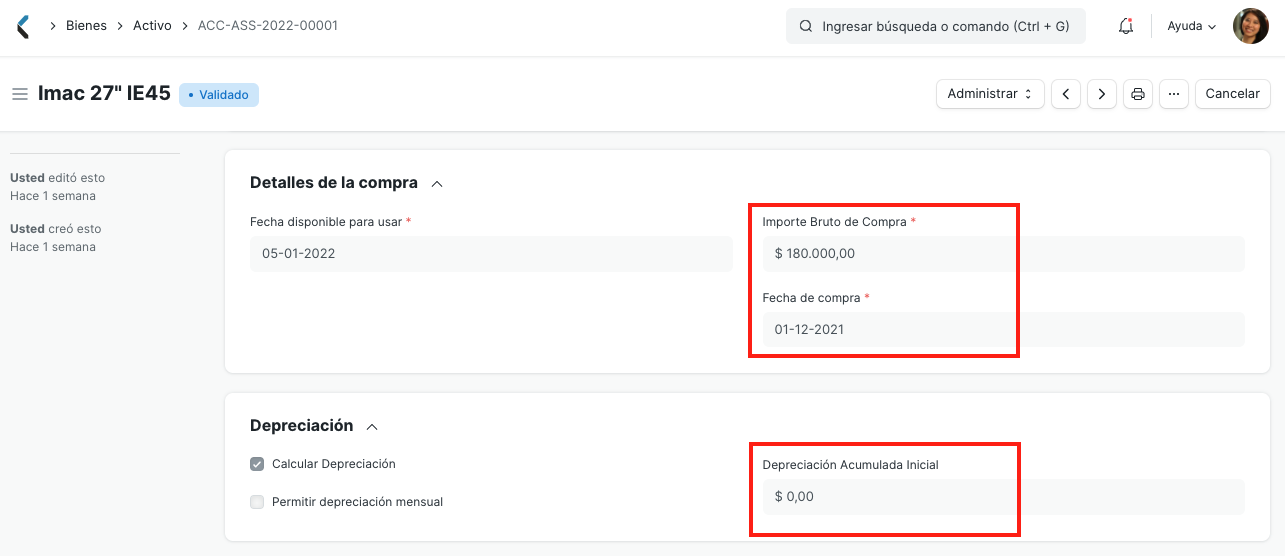 Bienes
Activo
ACC-ASS-2022-00001
Ingresar búsqueda o comando (Ctrl + G)
Ayuda
Imac 27" IE45
Validado
Administrar
Cancelar
Usted editó esto
Hace 1 semana
Usted creó esto
Hace 1 semana
Detalles de la compra
Fecha disponible para usar *
05-01-2022
Importe Bruto de Compra *
$ 180.000,00
Fecha de compra *
01-12-2021
Depreciación
Calcular Depreciación
Permitir depreciación mensual
Depreciación Acumulada Inicial
$ 0,00